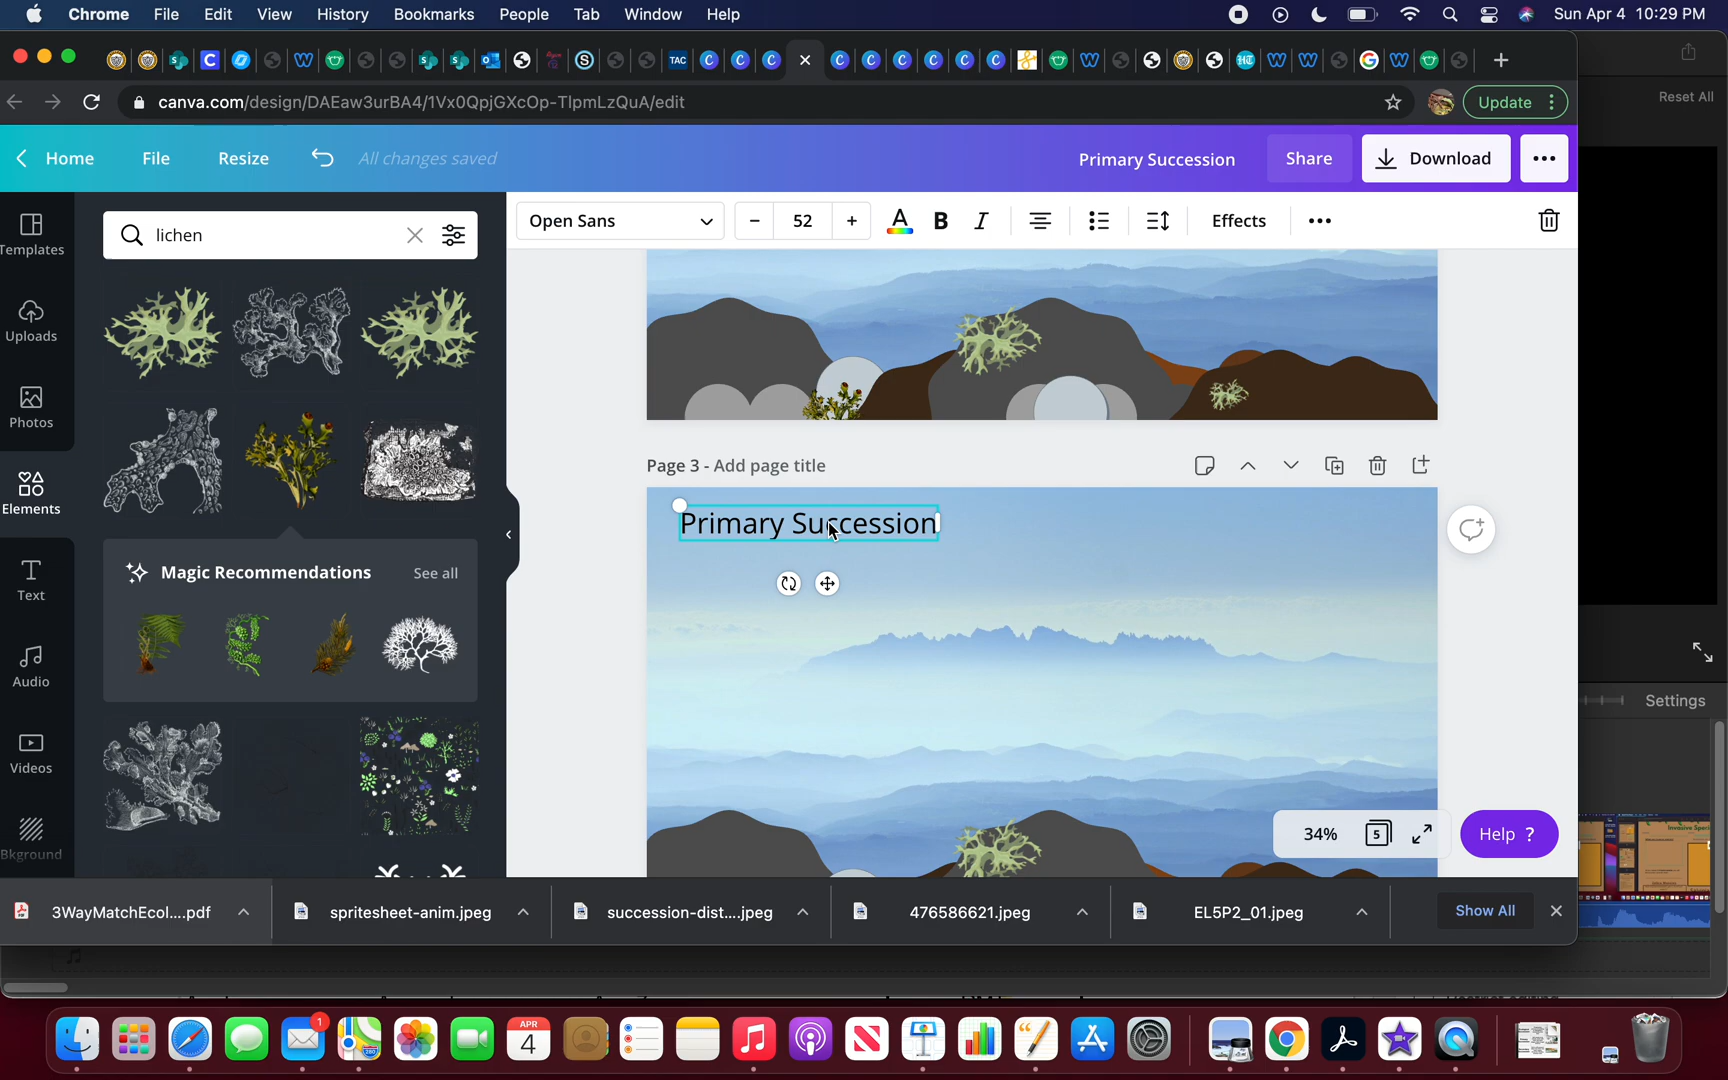 Chrome File Edit View History Bookmarks People Tab Window Help Sun Apr 4 10:29 PM
canva.com/design/DAEaw3urBA4/1Vx0QpjGXcOp-TIpmLzQuA/edit Update
Reset All
Home File Resize All changes saved Primary Succession Share Download
Open Sans 52 B I Effects
lichen
Templates
Uploads
Photos
Elements
Text
Audio
Videos
Bkground
Magic Recommendations See all
Page 3 - Add page title
Primary Succession
34% 5 Help ?
Settings
3WayMatchEcol....pdf spritesheet-anim.jpeg succession-dist....jpeg 476586621.jpeg EL5P2_01.jpeg Show All
1 280 APR 4